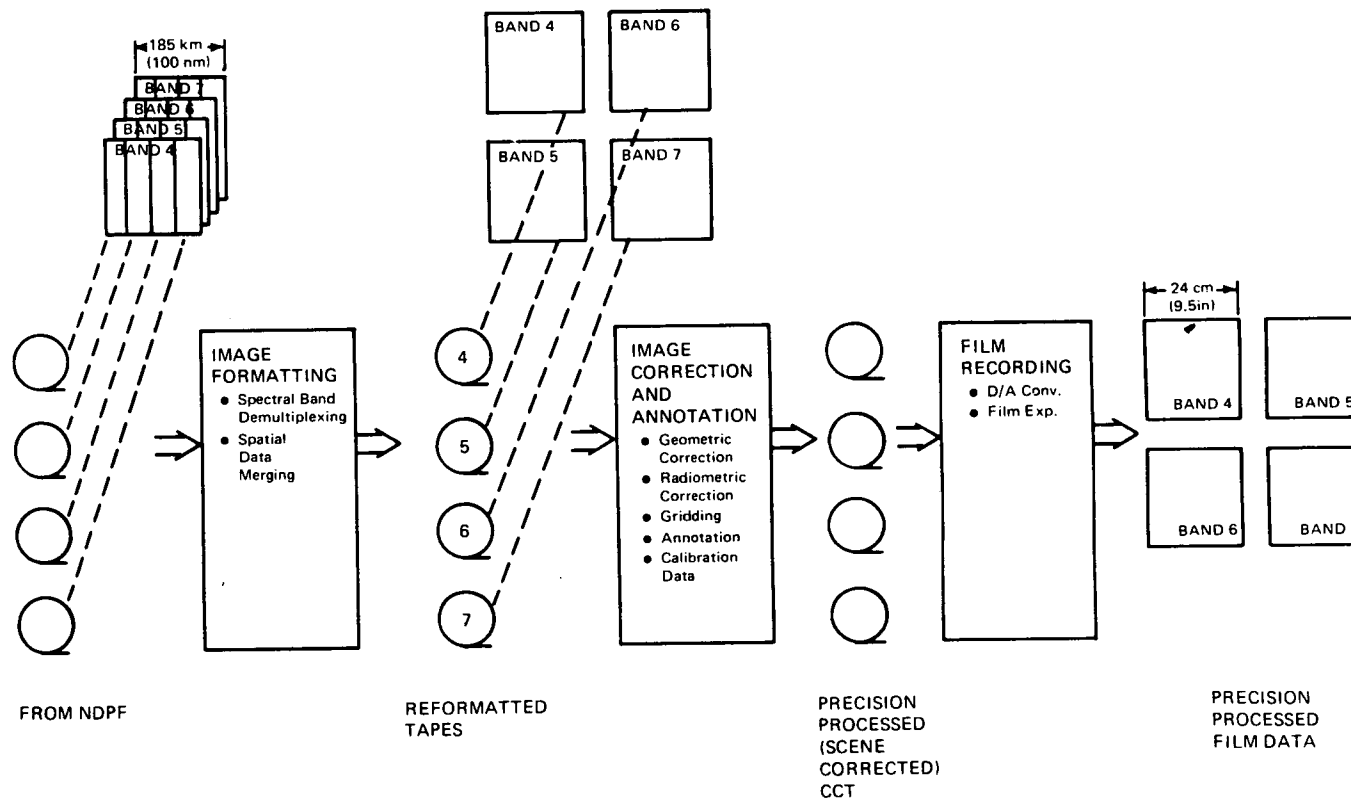 185 km
(100 nm)
BAND 7
BAND 6
BAND 5
BAND 4
BAND 4
BAND 6
BAND 5
BAND 7
IMAGE
FORMATTING
● Spectral Band
Demultiplexing
● Spatial
Data
Merging
4
5
6
7
IMAGE
CORRECTION
AND
ANNOTATION
● Geometric
Correction
● Radiometric
Correction
● Gridding
● Annotation
● Calibration
Data
FILM
RECORDING
● D/A Conv.
● Film Exp.
24 cm
(9.5in)
BAND 4
BAND 5
BAND 6
BAND
FROM NDPF
REFORMATTED
TAPES
PRECISION
PROCESSED
(SCENE
CORRECTED)
CCT
PRECISION
PROCESSED
FILM DATA